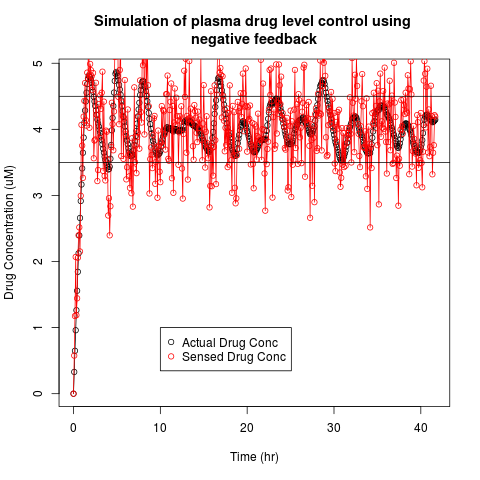 Simulation of plasma drug level control using
negative feedback
Drug Concentration (uM)
5
4
3
2
1
0
Actual Drug Conc
Sensed Drug Conc
0 10 20 30 40
Time (hr)